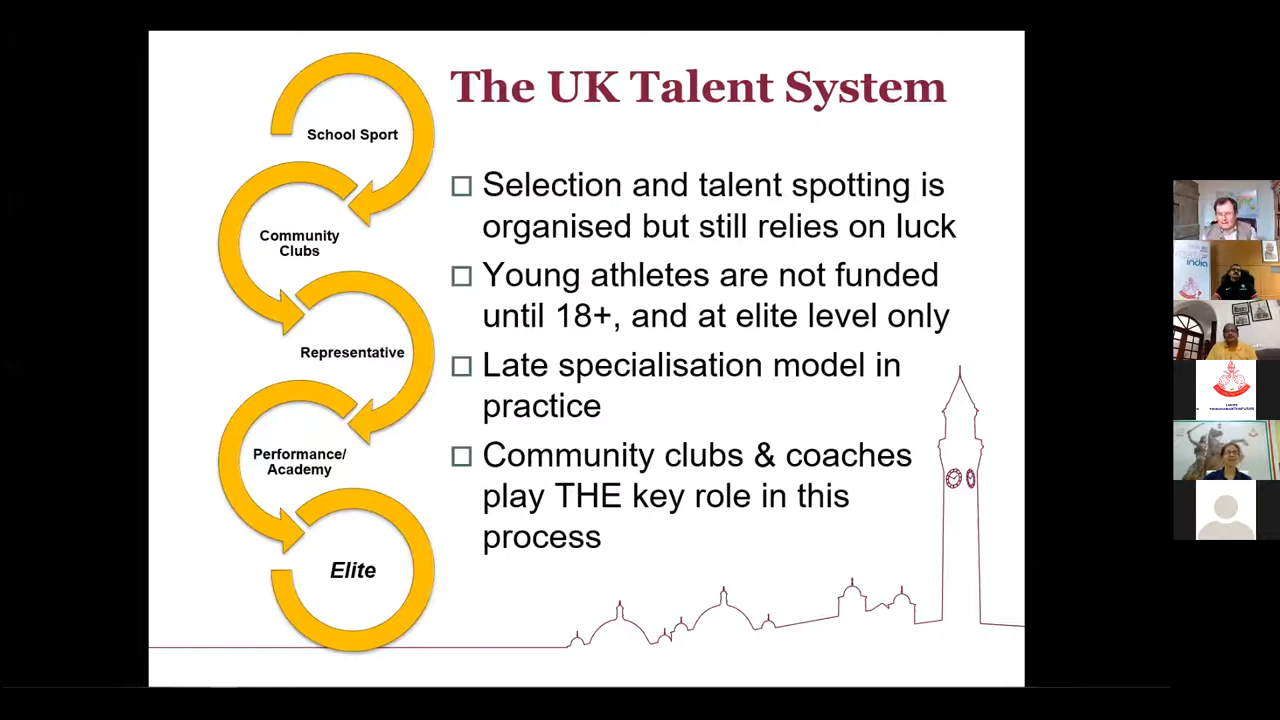 The UK Talent System
School Sport
Community
Clubs
Representative
Performance/
Academy
Elite
□ Selection and talent spotting is
organised but still relies on luck
□ Young athletes are not funded
until 18+, and at elite level only
□ Late specialisation model in
practice
□ Community clubs & coaches
play THE key role in this
process
india